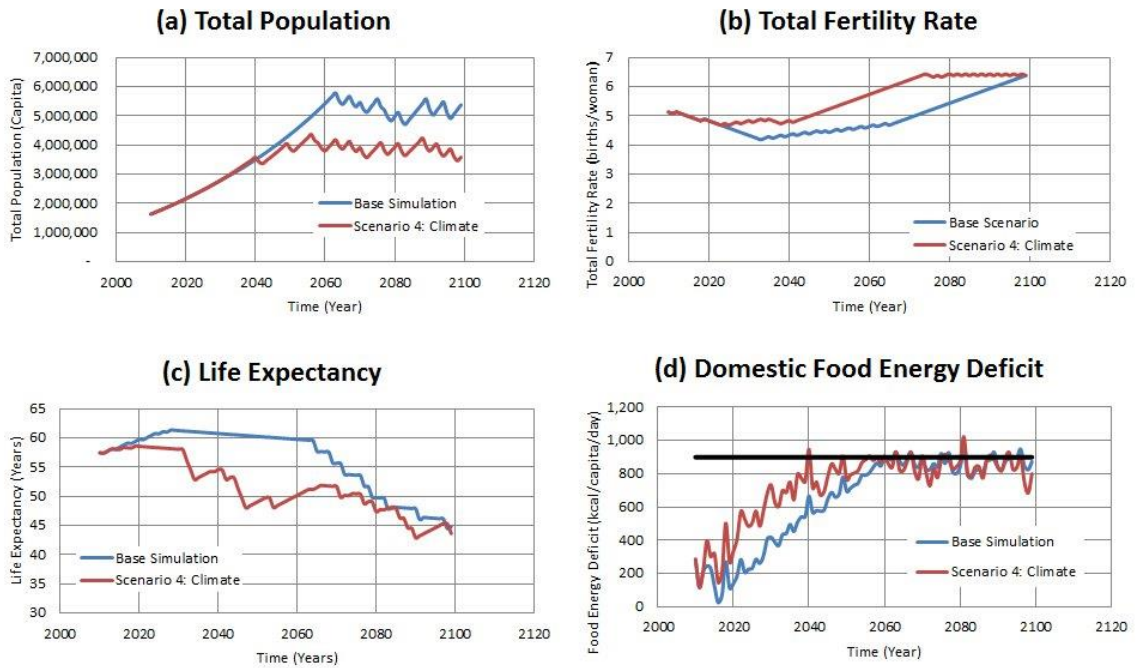 (a) Total Population
Total Population (Capita)
7,000,000
6,000,000
5,000,000
4,000,000
3,000,000
2,000,000
1,000,000
-
2000 2020 2040 2060 2080 2100 2120
Time (Year)
Base Simulation
Scenario 4: Climate
(b) Total Fertility Rate
Total Fertility Rate (births/woman)
7
6
5
4
3
2
1
0
2000 2020 2040 2060 2080 2100 2120
Time (Year)
Base Scenario
Scenario 4: Climate
(c) Life Expectancy
Life Expectancy (Years)
65
60
55
50
45
40
35
30
2000 2020 2040 2060 2080 2100 2120
Time (Years)
Base Simulation
Scenario 4: Climate
(d) Domestic Food Energy Deficit
Food Energy Deficit (kcal/capita/day)
1,200
1,000
800
600
400
200
0
2000 2020 2040 2060 2080 2100 2120
Time (Year)
Base Simulation
Scenario 4: Climate